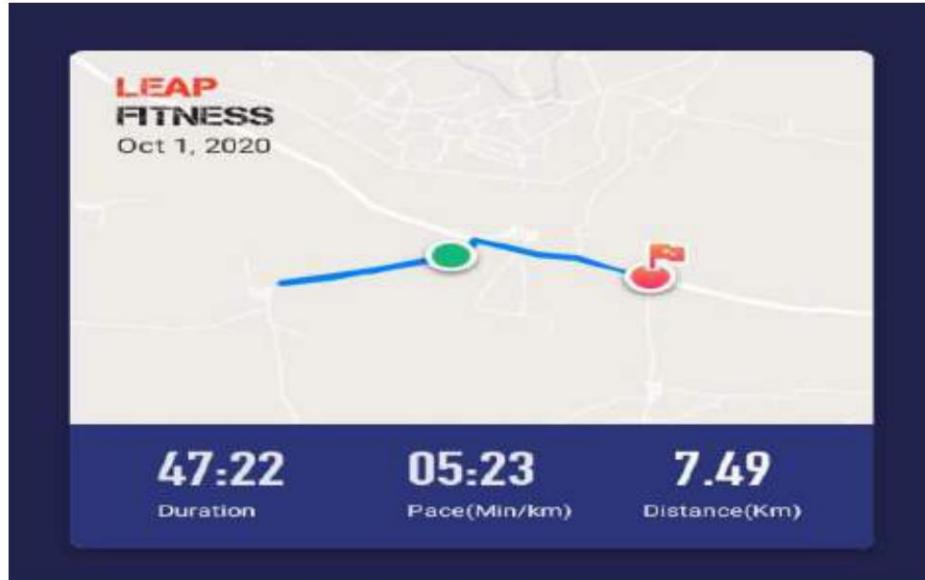 LEAP
FITNESS
Oct 1, 2020
47:22 05:23 7.49
Duration Pace(Min/km) Distance(Km)